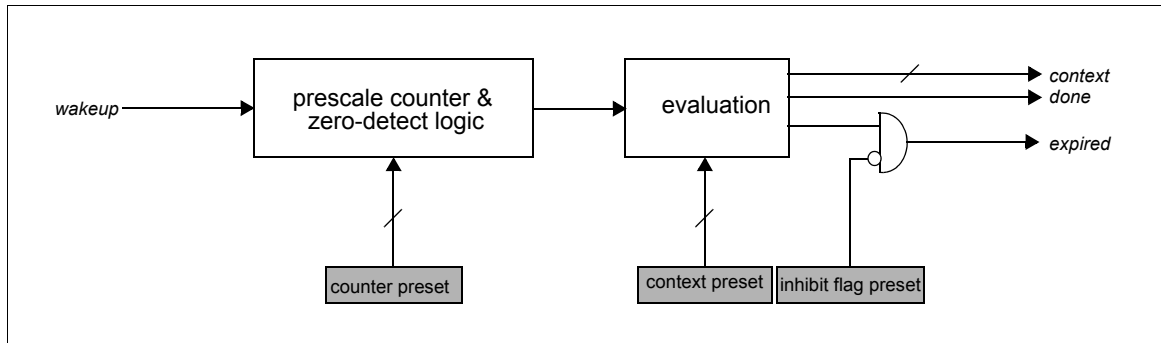 wakeup
prescale counter &
zero-detect logic
evaluation
context
done
expired
counter preset
context preset
inhibit flag preset